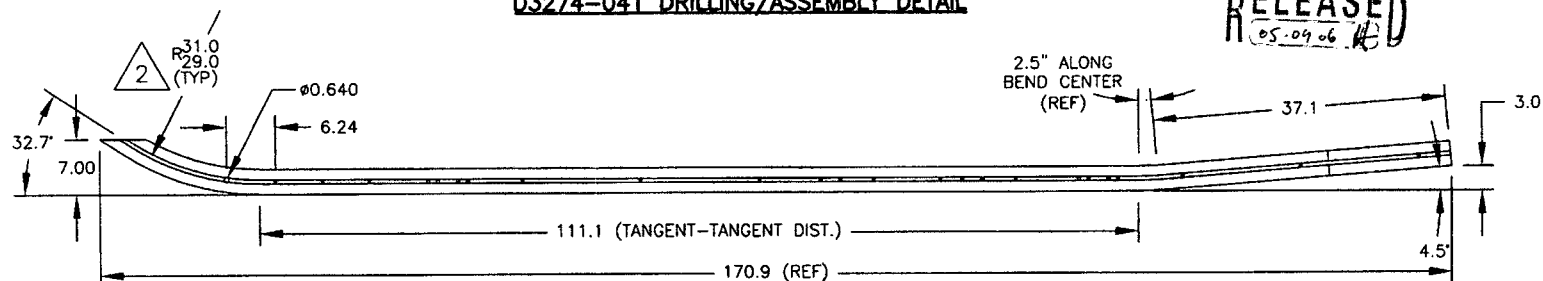 D3274-041 DRILLING/ASSEMBLY DETAIL
RELEASED
05.09.06
2
R31.0
29.0
(TYP)
Ø0.640
6.24
2.5" ALONG
BEND CENTER
(REF)
37.1
3.0
32.7°
7.00
111.1 (TANGENT-TANGENT DIST.)
4.5°
170.9 (REF)